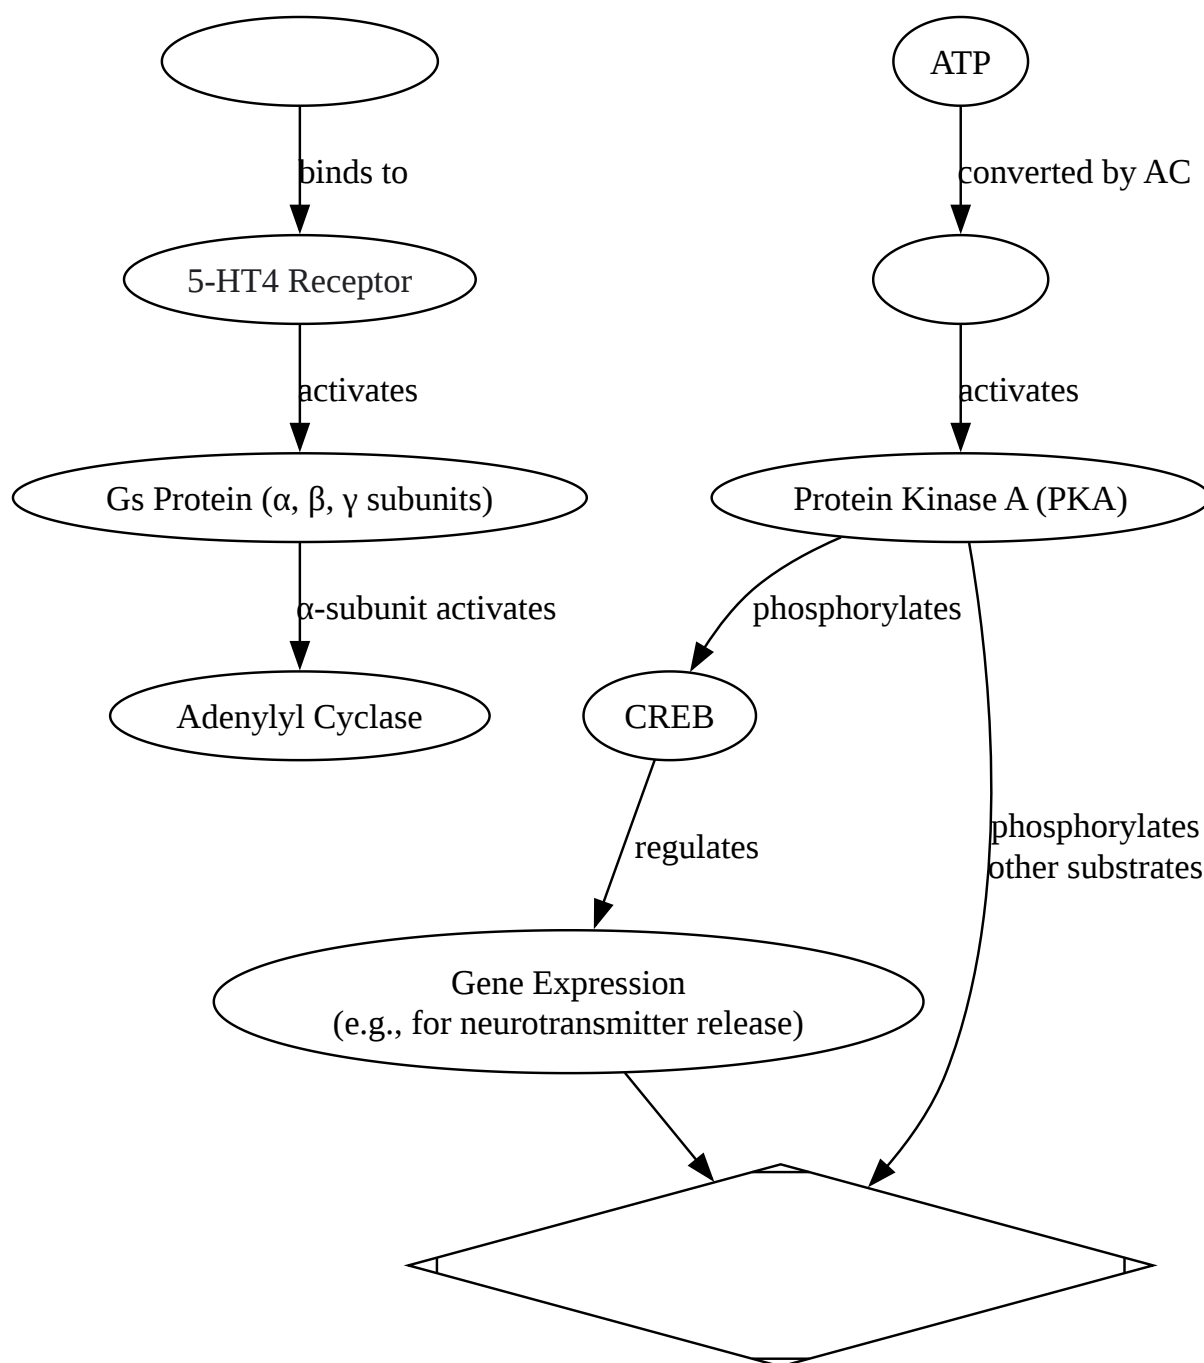 ATP
binds to
converted by AC
5-HT4 Receptor
activates
activates
Gs Protein (α, β, γ subunits)
Protein Kinase A (PKA)
α-subunit activates
phosphorylates
Adenylyl Cyclase
CREB
phosphorylates
other substrates
regulates
Gene Expression
(e.g., for neurotransmitter release)